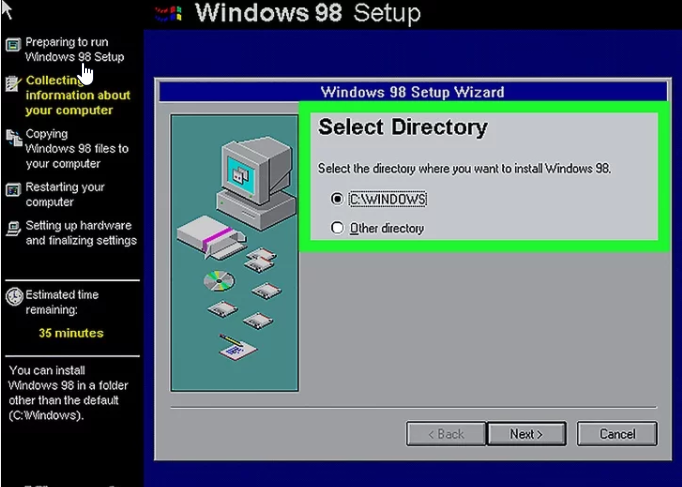 Windows 98 Setup
Preparing to run
Windows 98 Setup
Collecting
information about
your computer
Copying
Windows 98 files to
your computer
Restarting your
computer
Setting up hardware
and finalizing settings
Estimated time
remaining:
35 minutes
You can install
Windows 98 in a folder
other than the default
(C:\Windows).
Windows 98 Setup Wizard
Select Directory
Select the directory where you want to install Windows 98.
C:\WINDOWS
Other directory
< Back
Next >
Cancel